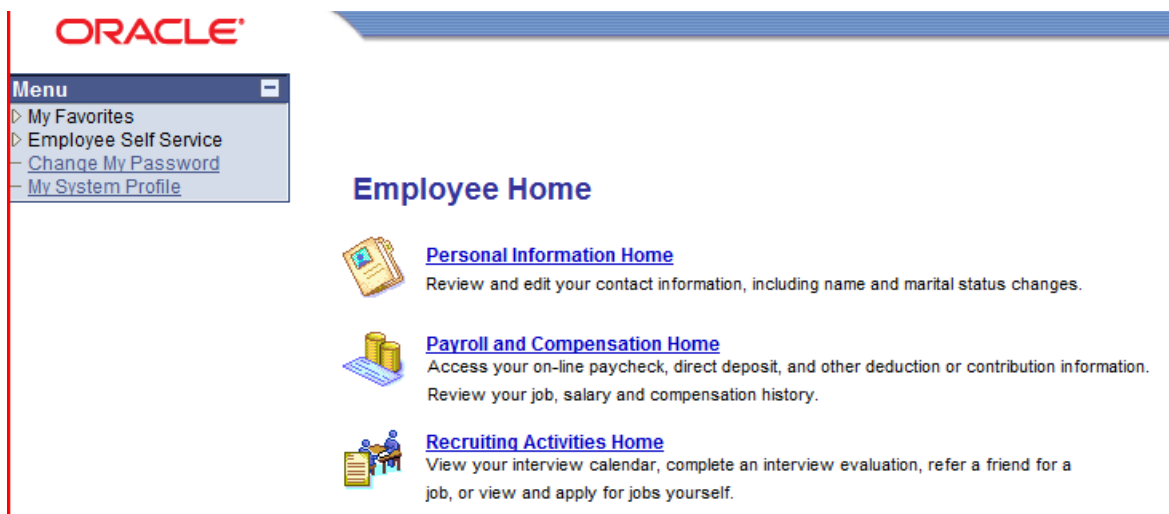 ORACLE
Menu
My Favorites
Employee Self Service
Change My Password
My System Profile
Employee Home
Personal Information Home
Review and edit your contact information, including name and marital status changes.
Payroll and Compensation Home
Access your on-line paycheck, direct deposit, and other deduction or contribution information.
Review your job, salary and compensation history.
Recruiting Activities Home
View your interview calendar, complete an interview evaluation, refer a friend for a
job, or view and apply for jobs yourself.